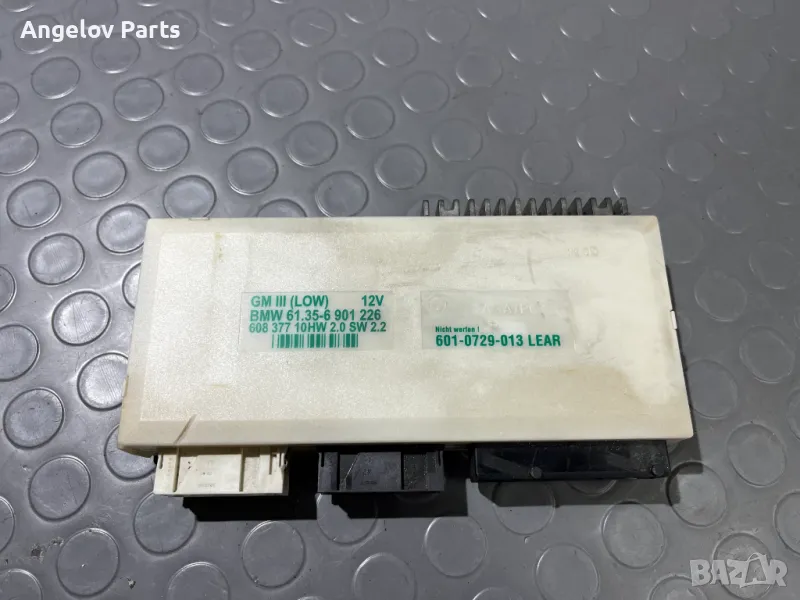 Angelov Parts
GM III (LOW) 12V
BMW 61.35-6 901 226
608 377 10HW 2.0 SW 2.2
Nicht werfen !
601-0729-013 LEAR
BAZAR